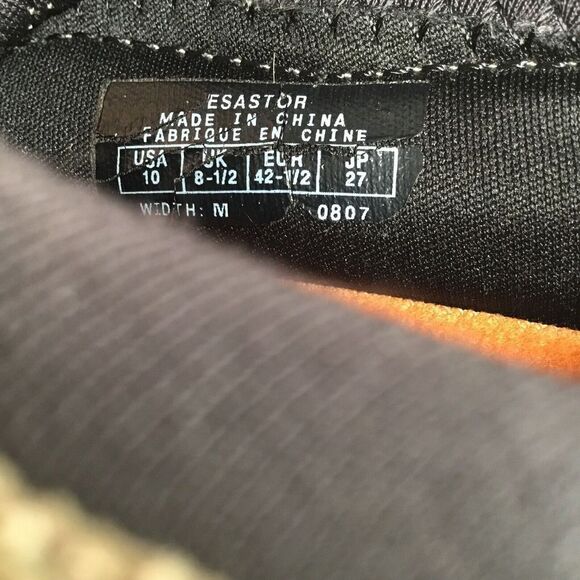 ESASTOR
MADE IN CHINA
FABRIQUE EN CHINE
USA UK EUR JP
10 8-1/2 42-1/2 27
WIDTH: M 0807